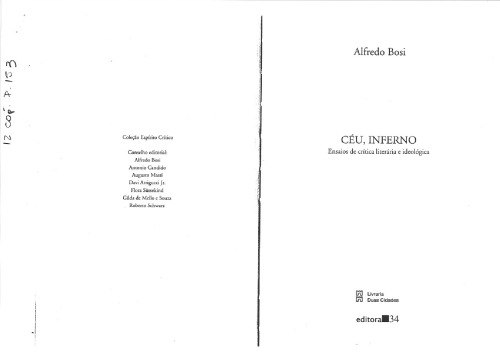 12 cop P. 153
Coleção Espírito Crítico
Conselho editorial
Alfredo Bosi
Antonio Candido
Augusto Massi
Davi Arrigucci Jr.
Flora Süssekind
Gilda de Mello e Souza
Roberto Schwarz
Alfredo Bosi
CÉU, INFERNO
Ensaios de crítica literária e ideológica
Livraria
Duas Cidades
editora 34